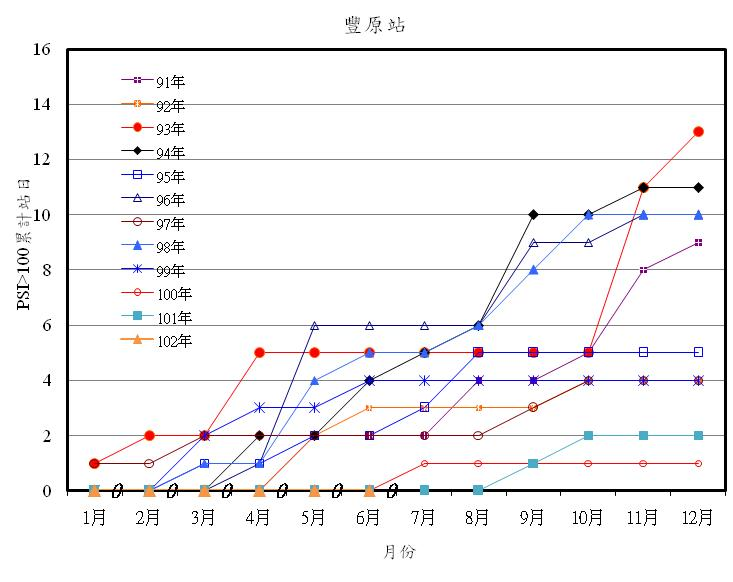 豐原站
PSI>100累計站日
16
14
12
10
8
6
4
2
0
91年
92年
93年
94年
95年
96年
97年
98年
99年
100年
101年
102年
0 0 0 0 0 0
1月 2月 3月 4月 5月 6月 7月 8月 9月 10月 11月 12月
月份